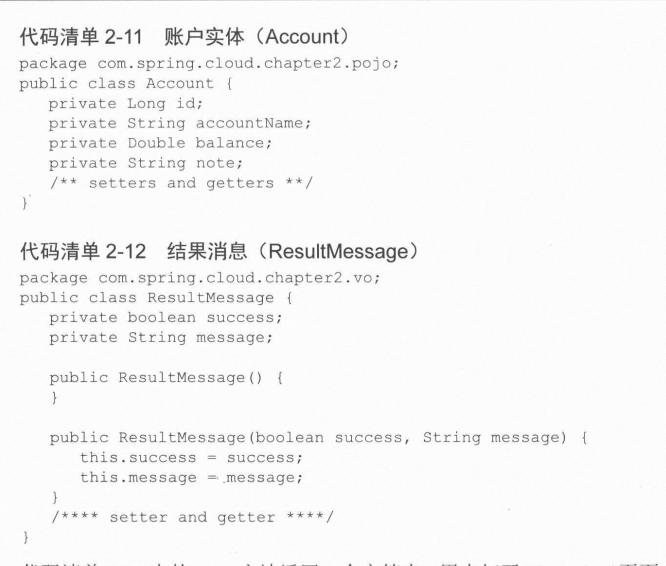 代码清单 2-11 账户实体（Account）
package com.spring.cloud.chapter2.pojo;
public class Account {
   private Long id;
   private String accountName;
   private Double balance;
   private String note;
   /** setters and getters **/
}
代码清单 2-12 结果消息（ResultMessage）
package com.spring.cloud.chapter2.vo;
public class ResultMessage {
   private boolean success;
   private String message;
   public ResultMessage() {
   }
   public ResultMessage(boolean success, String message) {
      this.success = success;
      this.message = message;
   }
   /**** setter and getter ****/
}